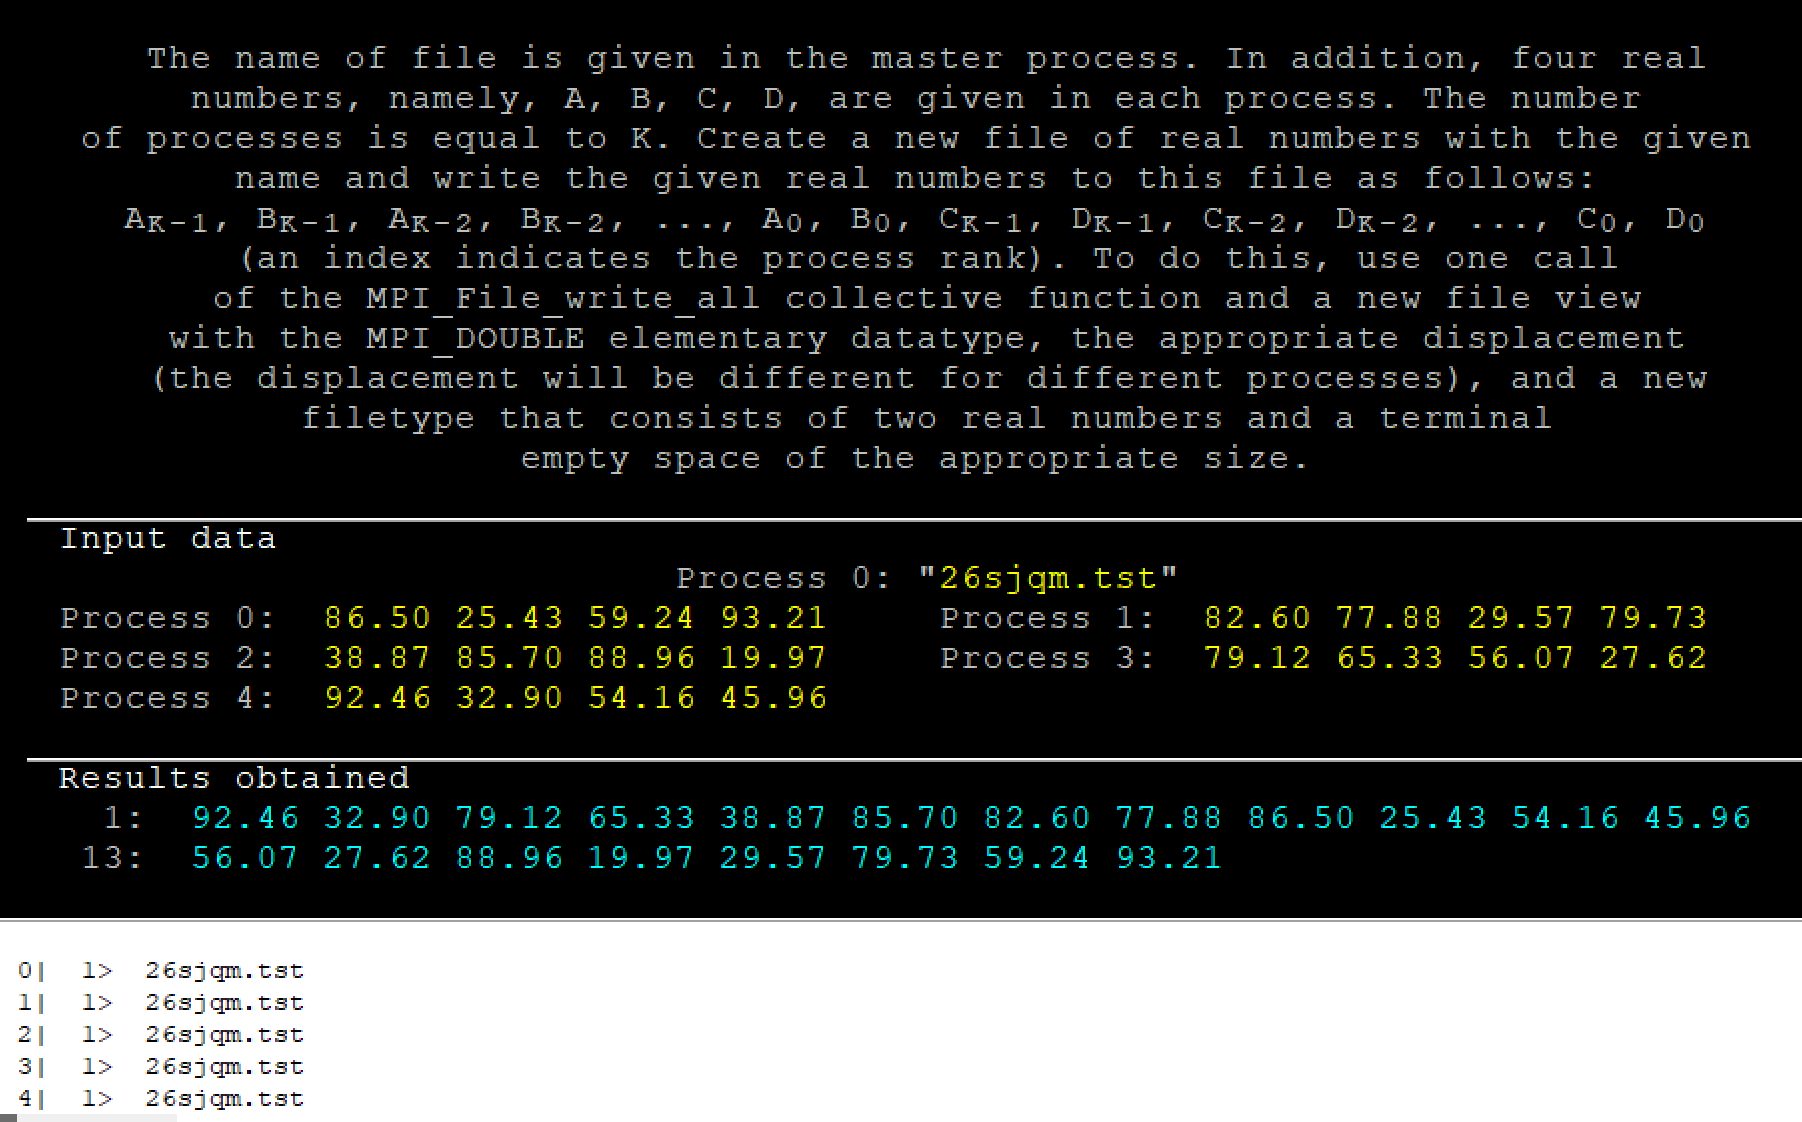 The name of file is given in the master process. In addition, four real
numbers, namely, A, B, C, D, are given in each process. The number
of processes is equal to K. Create a new file of real numbers with the given
name and write the given real numbers to this file as follows:
Aₖ₋₁, Bₖ₋₁, Aₖ₋₂, Bₖ₋₂, ..., A₀, B₀, Cₖ₋₁, Dₖ₋₁, Cₖ₋₂, Dₖ₋₂, ..., C₀, D₀
(an index indicates the process rank). To do this, use one call
of the MPI_File_write_all collective function and a new file view
with the MPI_DOUBLE elementary datatype, the appropriate displacement
(the displacement will be different for different processes), and a new
filetype that consists of two real numbers and a terminal
empty space of the appropriate size.
Input data
Process 0: "26sjqm.tst"
Process 0: 86.50 25.43 59.24 93.21 Process 1: 82.60 77.88 29.57 79.73
Process 2: 38.87 85.70 88.96 19.97 Process 3: 79.12 65.33 56.07 27.62
Process 4: 92.46 32.90 54.16 45.96
Results obtained
1: 92.46 32.90 79.12 65.33 38.87 85.70 82.60 77.88 86.50 25.43 54.16 45.96
13: 56.07 27.62 88.96 19.97 29.57 79.73 59.24 93.21
0| 1> 26sjqm.tst
1| 1> 26sjqm.tst
2| 1> 26sjqm.tst
3| 1> 26sjqm.tst
4| 1> 26sjqm.tst